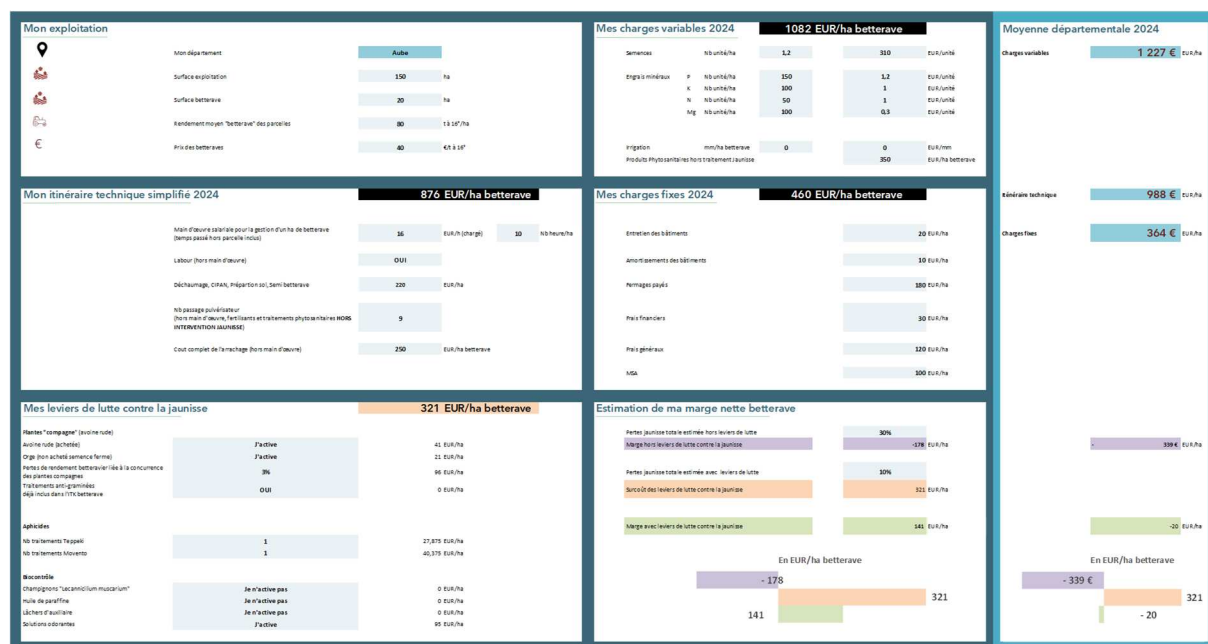 Mon exploitation
Mon département Aube
Surface exploitation 150 ha
Surface betterave 20 ha
Rendement moyen "betterave" des parcelles 80 t à 16°/ha
€ Prix des betteraves 40 €/t à 16°
Mes charges variables 2024 1082 EUR/ha betterave
Semences Nb unité/ha 1,2 310 EUR/unité
Engrais minéraux P Nb unité/ha 150 1,2 EUR/unité
K Nb unité/ha 100 1 EUR/unité
N Nb unité/ha 50 1 EUR/unité
Mg Nb unité/ha 100 0,3 EUR/unité
Irrigation mm/ha betterave 0 0 EUR/mm
Produits Phytosanitaires hors traitement Jaunisse 350 EUR/ha betterave
Moyenne départementale 2024
Charges variables 1 227 € EUR/ha
Itinéraire technique 988 € EUR/ha
Charges fixes 364 € EUR/ha
Mon itinéraire technique simplifié 2024 876 EUR/ha betterave
Main d'œuvre salariale pour la gestion d'un ha de betterave
(temps passé hors parcelle inclus) 16 EUR/h (chargé) 10 Nb heure/ha
Labour (hors main d'œuvre) OUI
Déchaumage, CIPAN, Prépartion sol, Semi betterave 220 EUR/ha
Nb passage pulvérisateur
(hors main d'œuvre, fertilisants et traitements phytosanitaires HORS
INTERVENTION JAUNISSE) 9
Cout complet de l'arrachage (hors main d'œuvre) 250 EUR/ha betterave
Mes charges fixes 2024 460 EUR/ha betterave
Entretien des bâtiments 20 EUR/ha
Amortissements des bâtiments 10 EUR/ha
Fermages payés 180 EUR/ha
Frais financiers 30 EUR/ha
Frais généraux 120 EUR/ha
MSA 100 EUR/ha
Mes leviers de lutte contre la jaunisse 321 EUR/ha betterave
Plantes "compagne" (avoine rude)
Avoine rude (achetée) J'active 41 EUR/ha
Orge (non acheté semence ferme) J'active 21 EUR/ha
Pertes de rendement betteravier liée à la concurrence
des plantes compagnes 3% 96 EUR/ha
Traitements anti-graminées
déjà inclus dans l'ITK betterave OUI 0 EUR/ha
Aphicides
Nb traitements Teppeki 1 27,875 EUR/ha
Nb traitements Movento 1 40,375 EUR/ha
Biocontrôle
Champignons "Lecannicilium muscarium" Je n'active pas 0 EUR/ha
Huile de paraffine Je n'active pas 0 EUR/ha
Lâchers d'auxiliaire Je n'active pas 0 EUR/ha
Solutions odorantes J'active 95 EUR/ha
Estimation de ma marge nette betterave
Pertes jaunisse totale estimée hors leviers de lutte 30%
Marge hors leviers de lutte contre la jaunisse -178 EUR/ha
Pertes jaunisse totale estimée avec leviers de lutte 10%
Surcoût des leviers de lutte contre la jaunisse 321 EUR/ha
Marge avec leviers de lutte contre la jaunisse 141 EUR/ha
En EUR/ha betterave
- 178
321
141
- 339 € EUR/ha
-20 EUR/ha
En EUR/ha betterave
- 339 €
321
- 20